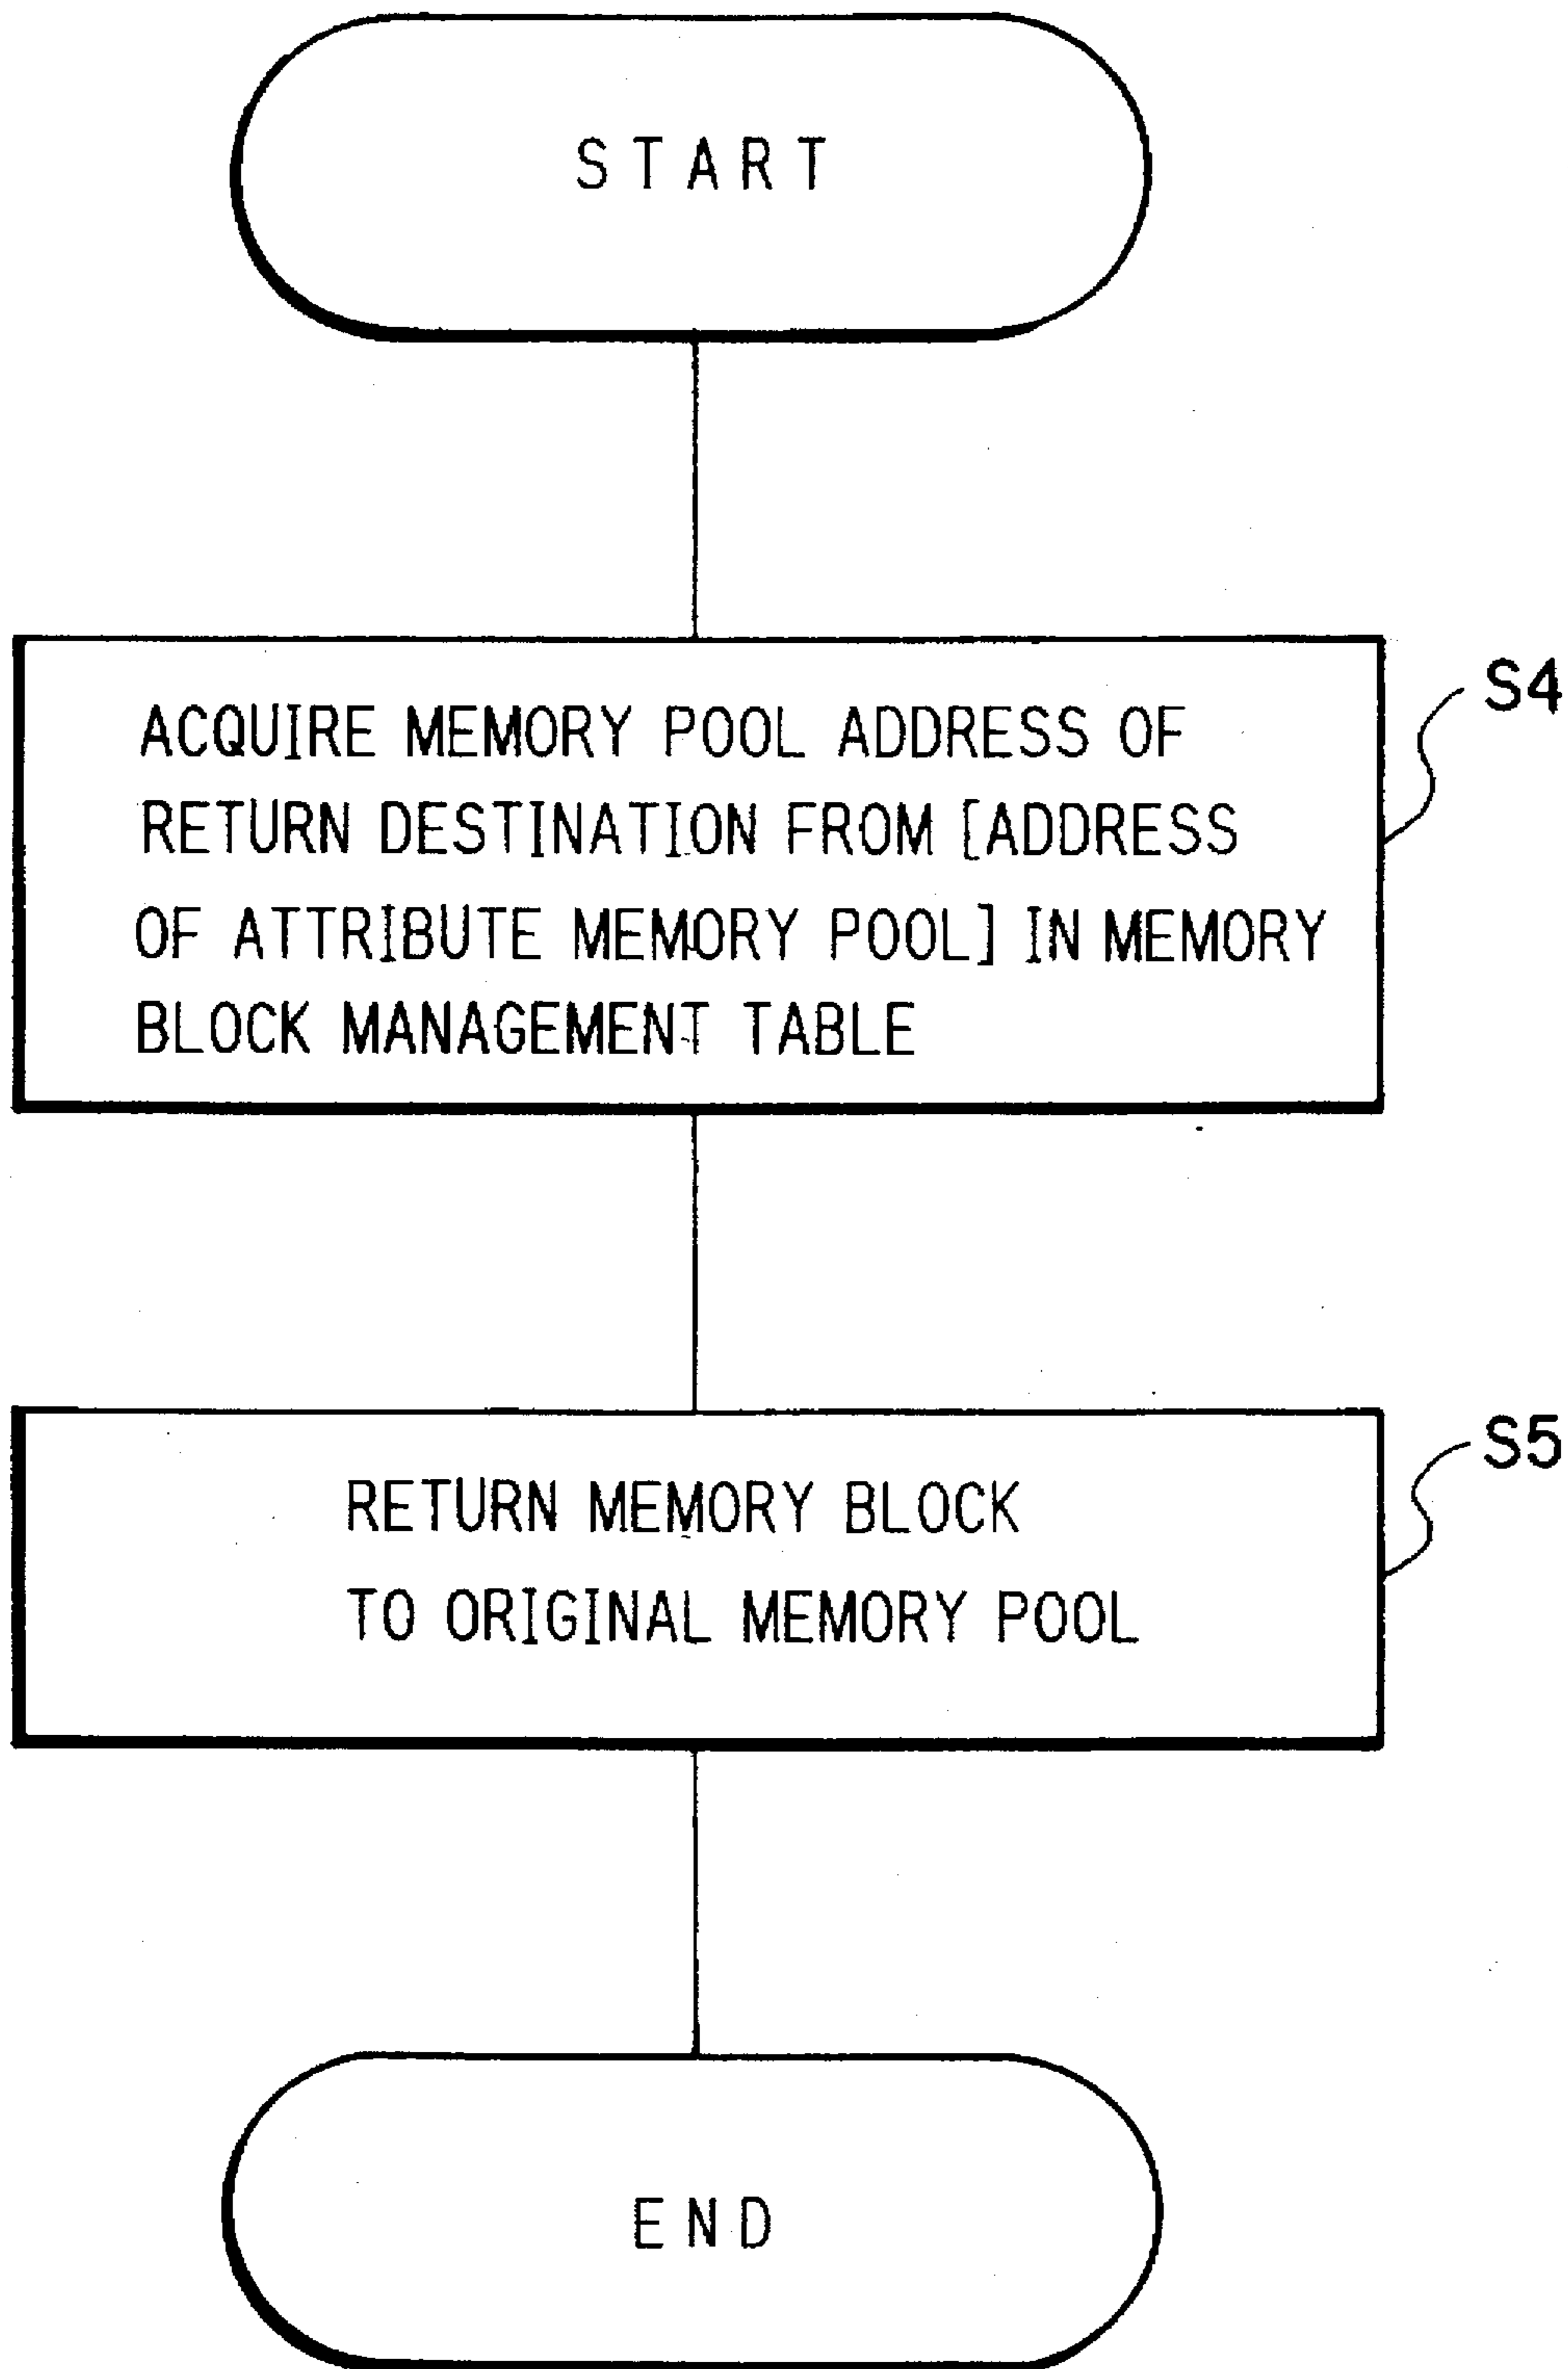 START
ACQUIRE MEMORY POOL ADDRESS OF
RETURN DESTINATION FROM [ADDRESS
OF ATTRIBUTE MEMORY POOL] IN MEMORY
BLOCK MANAGEMENT TABLE
S4
RETURN MEMORY BLOCK
TO ORIGINAL MEMORY POOL
S5
END